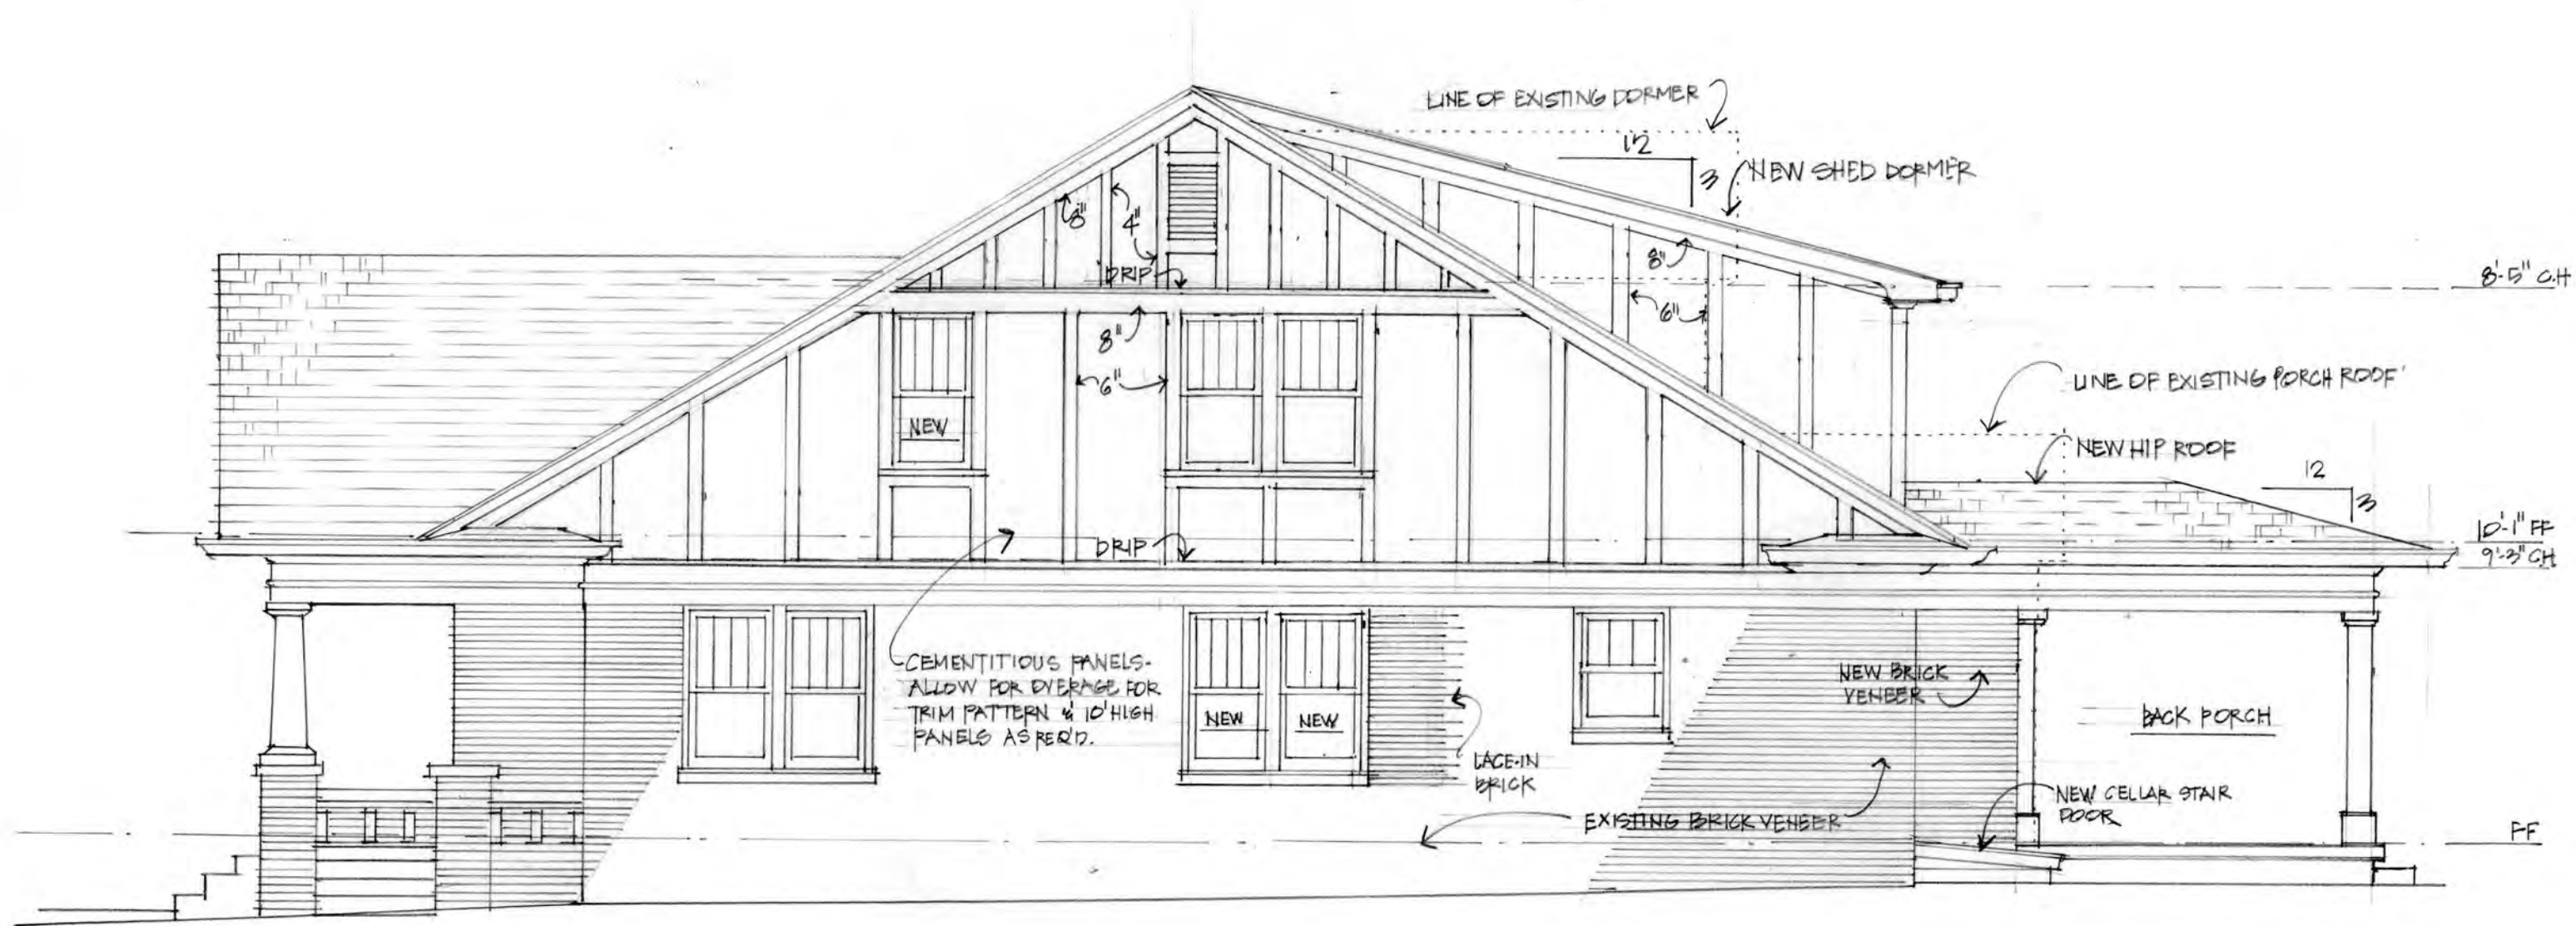 LINE OF EXISTING DORMER
12
3
NEW SHED DORMER
8"
4"
DRIP
8"
8'-5" C.H
6"
8"
6"
LINE OF EXISTING PORCH ROOF
NEW
NEW HIP ROOF
12
3
10'-1" FF
9'-3" C.H
DRIP
CEMENTITIOUS PANELS-
ALLOW FOR OVERAGE FOR
TRIM PATTERN & 10' HIGH
PANELS AS REQ'D.
NEW
NEW
LACE-IN
BRICK
NEW BRICK
VENEER
BACK PORCH
EXISTING BRICK VENEER
NEW CELLAR STAIR
DOOR
FF